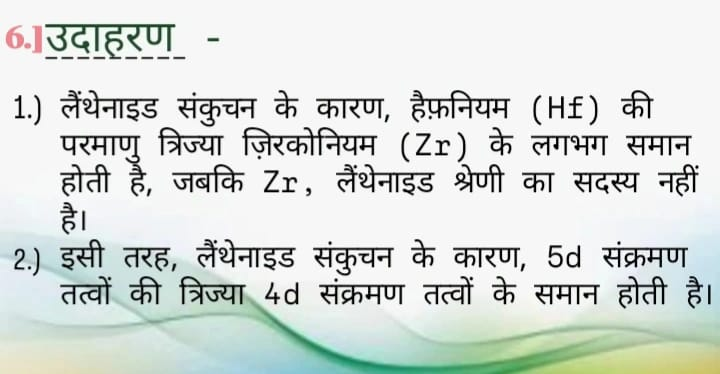 6.]उदाहरण -
1.) लैंथेनाइड संकुचन के कारण, हैफ़नियम (Hf) की
परमाणु त्रिज्या ज़िरकोनियम (Zr) के लगभग समान
होती है, जबकि Zr, लैंथेनाइड श्रेणी का सदस्य नहीं
है।
2.) इसी तरह, लैंथेनाइड संकुचन के कारण, 5d संक्रमण
तत्वों की त्रिज्या 4d संक्रमण तत्वों के समान होती है।